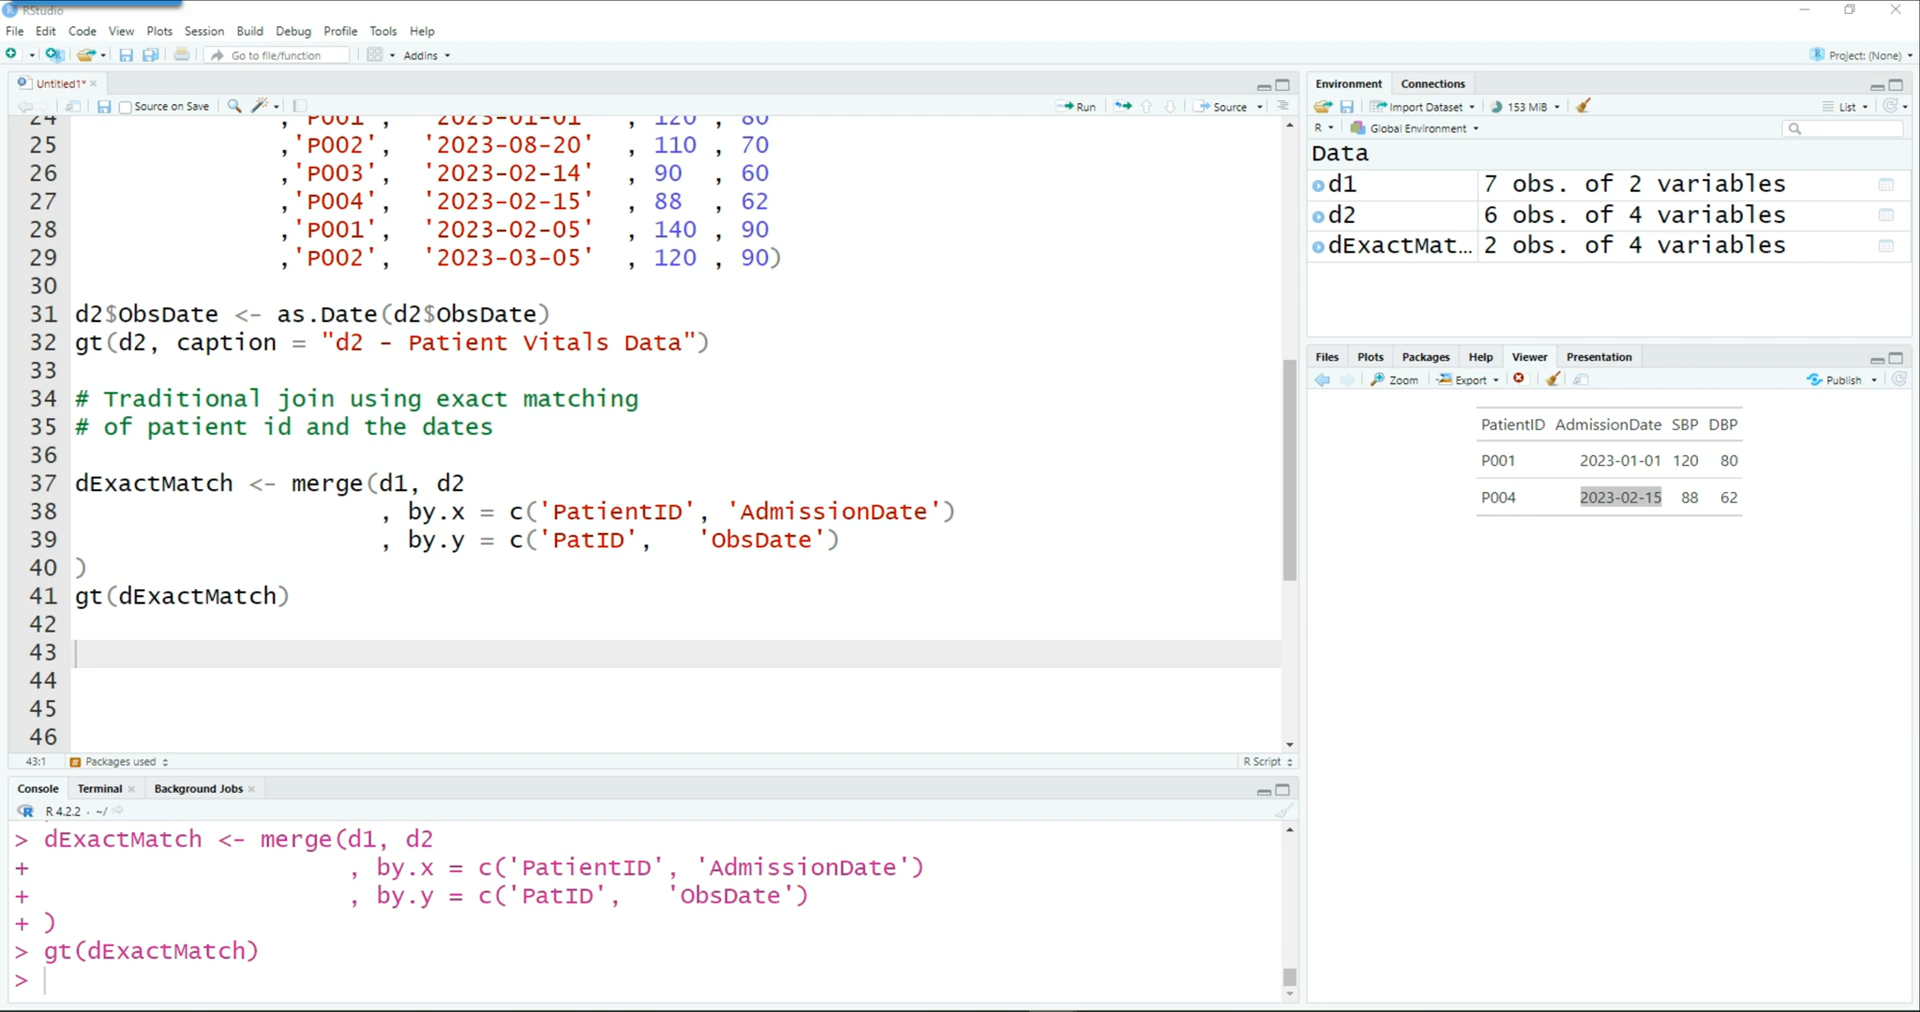 RStudio
File Edit Code View Plots Session Build Debug Profile Tools Help
Go to file/function Addins Project: (None)
Untitled1*
Source on Save Run Source
24 ,'P001', '2023-01-01' , 120 , 80
25 ,'P002', '2023-08-20' , 110 , 70
26 ,'P003', '2023-02-14' , 90 , 60
27 ,'P004', '2023-02-15' , 88 , 62
28 ,'P001', '2023-02-05' , 140 , 90
29 ,'P002', '2023-03-05' , 120 , 90)
30
31 d2$ObsDate <- as.Date(d2$ObsDate)
32 gt(d2, caption = "d2 - Patient Vitals Data")
33
34 # Traditional join using exact matching
35 # of patient id and the dates
36
37 dExactMatch <- merge(d1, d2
38 , by.x = c('PatientID', 'AdmissionDate')
39 , by.y = c('PatID', 'ObsDate')
40 )
41 gt(dExactMatch)
42
43
44
45
46
43:1 # Packages used R Script
Console Terminal Background Jobs
R 4.2.2 . ~/
> dExactMatch <- merge(d1, d2
+ , by.x = c('PatientID', 'AdmissionDate')
+ , by.y = c('PatID', 'ObsDate')
+ )
> gt(dExactMatch)
>
Environment Connections
Import Dataset 153 MiB List
R Global Environment
Data
d1 7 obs. of 2 variables
d2 6 obs. of 4 variables
dExactMat... 2 obs. of 4 variables
Files Plots Packages Help Viewer Presentation
Zoom Export Publish
PatientID AdmissionDate SBP DBP
P001 2023-01-01 120 80
P004 2023-02-15 88 62